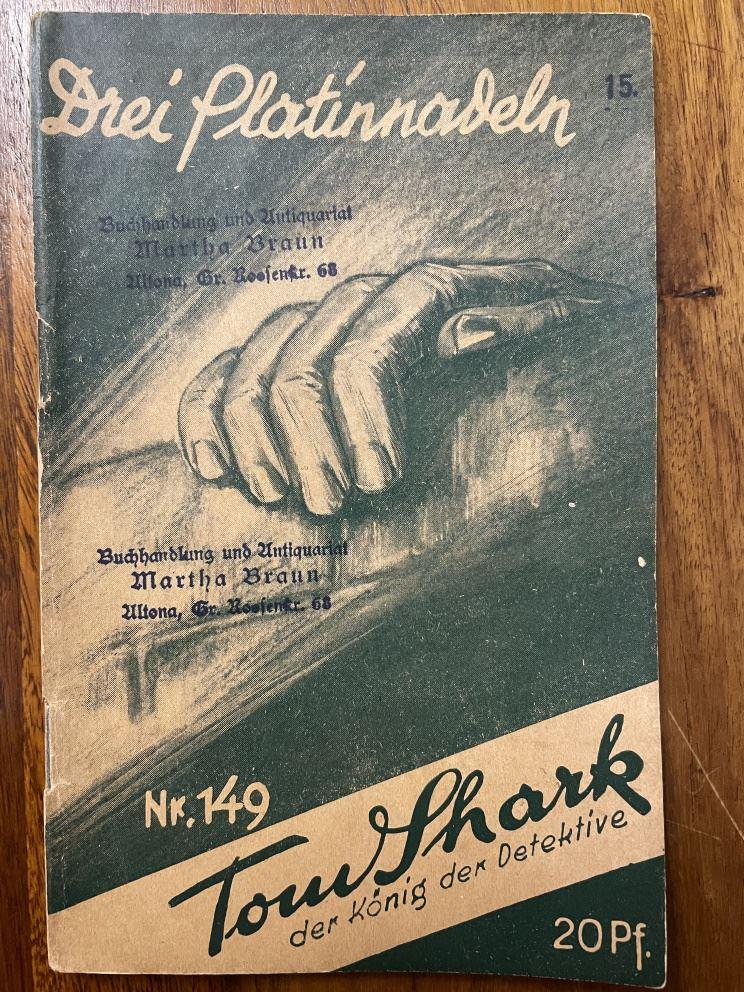 Drei Platinnadeln
15.
Buchhandlung und Antiquariat
Martha Braun
Altona, Gr. Roosenstr. 68
Buchhandlung und Antiquariat
Martha Braun
Altona, Gr. Roosenstr. 68
Nr. 149
Tom Shark
der König der Detektive
20 Pf.